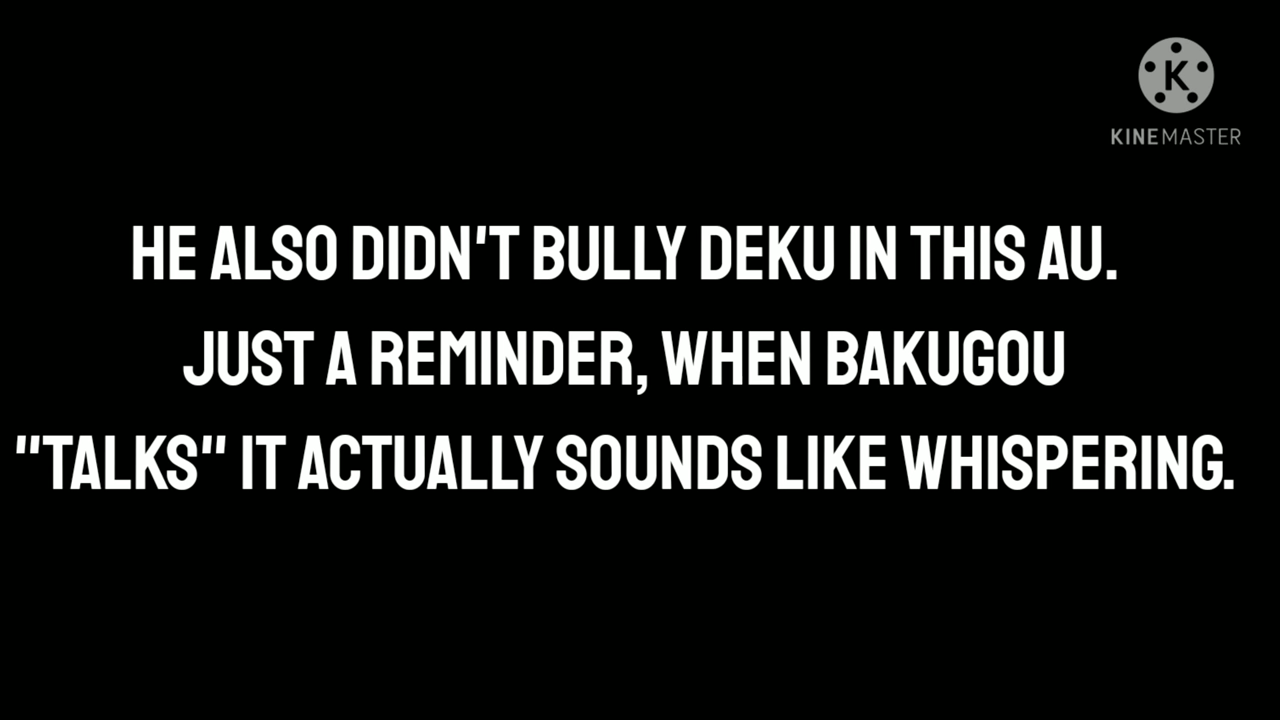 K
KINEMASTER
HE ALSO DIDN'T BULLY DEKU IN THIS AU.
JUST A REMINDER, WHEN BAKUGOU
"TALKS" IT ACTUALLY SOUNDS LIKE WHISPERING.